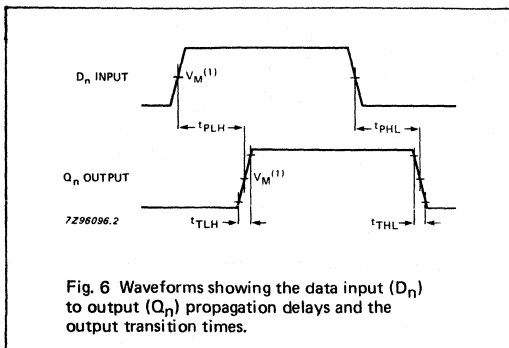 Dn INPUT
VM(1)
tPLH
tPHL
Qn OUTPUT
VM(1)
7Z96096.2
tTLH
tTHL
Fig. 6 Waveforms showing the data input (Dn)
to output (Qn) propagation delays and the
output transition times.